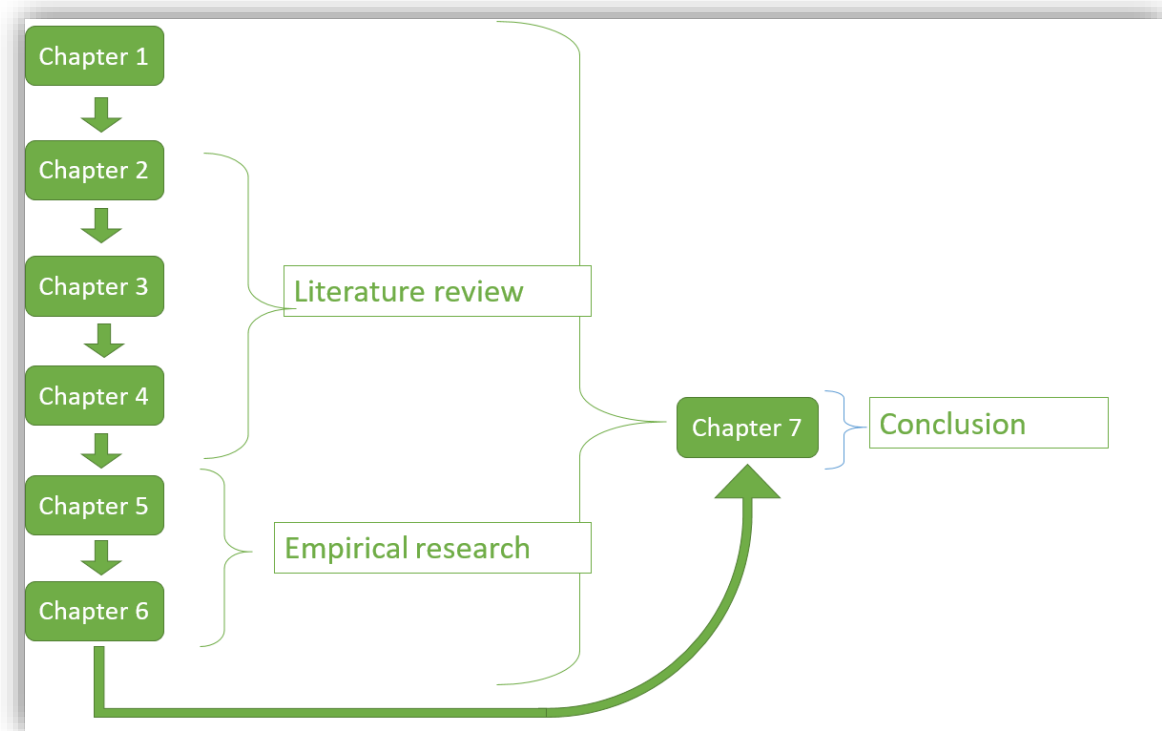 Chapter 1
Chapter 2
Chapter 3
Literature review
Chapter 4
Chapter 7
Conclusion
Chapter 5
Empirical research
Chapter 6